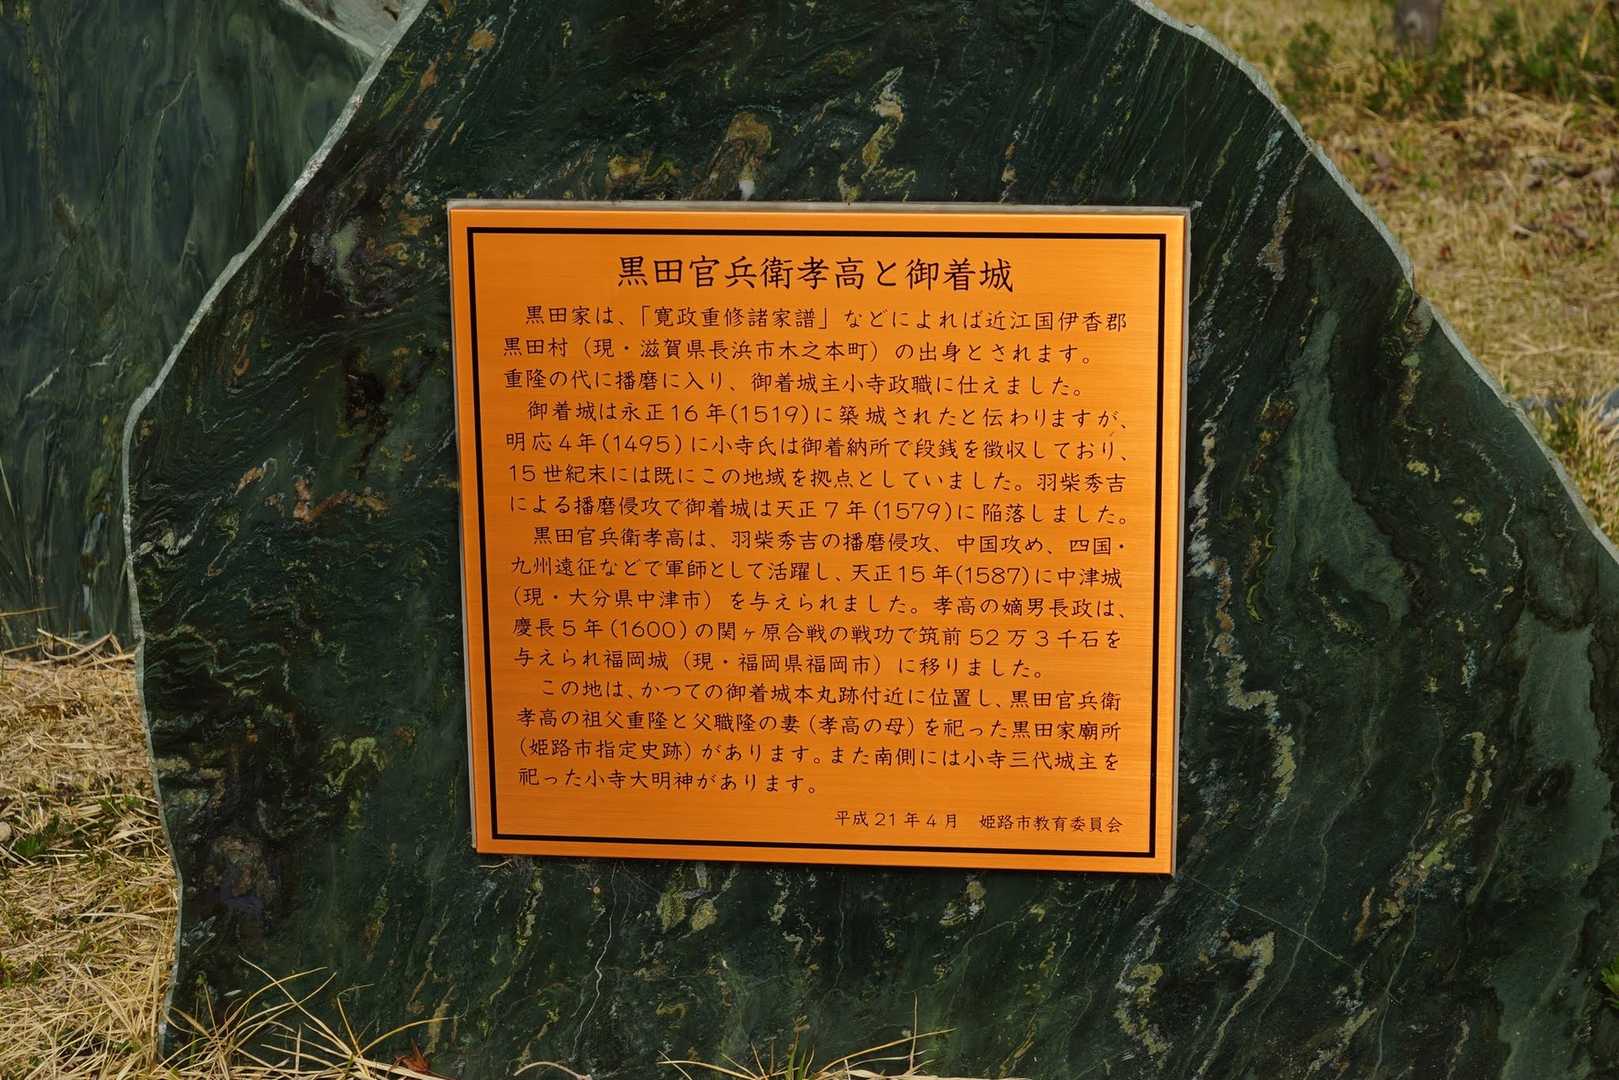 黒田官兵衛孝高と御着城
黒田家は、「寛政重修諸家譜」などによれば近江国伊香郡
黒田村（現・滋賀県長浜市木之本町）の出身とされます。
重隆の代に播磨に入り、御着城主小寺政職に仕えました。
御着城は永正16年(1519)に築城されたと伝わりますが、
明応4年(1495)に小寺氏は御着納所で段銭を徴収しており、
15世紀末には既にこの地域を拠点としていました。羽柴秀吉
による播磨侵攻で御着城は天正7年(1579)に陥落しました。
黒田官兵衛孝高は、羽柴秀吉の播磨侵攻、中国攻め、四国・
九州遠征などで軍師として活躍し、天正15年(1587)に中津城
（現・大分県中津市）を与えられました。孝高の嫡男長政は、
慶長5年(1600)の関ヶ原合戦の戦功で筑前52万3千石を
与えられ福岡城（現・福岡県福岡市）に移りました。
この地は、かつての御着城本丸跡付近に位置し、黒田官兵衛
孝高の祖父重隆と父職隆の妻(孝高の母)を祀った黒田家廟所
(姫路市指定史跡)があります。また南側には小寺三代城主を
祀った小寺大明神があります。
平成21年4月　姫路市教育委員会